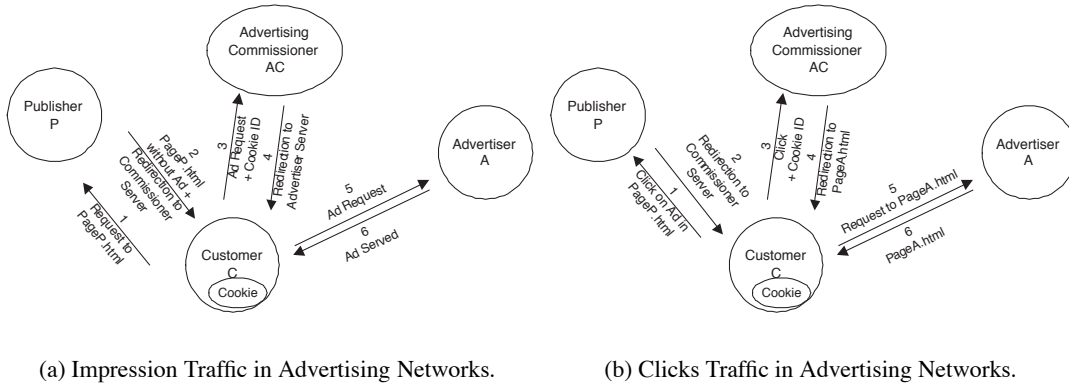 Advertising
Commissioner
AC
Publisher
P
Advertiser
A
Customer
C
Cookie
1
Request to
PageP.html
2
PageP.html
without Ad +
Redirection to
Commissioner
Server
3
Ad Request
+ Cookie ID
4
Redirection to
Advertiser Server
5
Ad Request
6
Ad Served
(a) Impression Traffic in Advertising Networks.
Advertising
Commissioner
AC
Publisher
P
Advertiser
A
Customer
C
Cookie
1
Click on Ad in
PageP.html
2
Redirection to
Commissioner
Server
3
Click
+ Cookie ID
4
Redirection to
PageA.html
5
Request to PageA.html
6
PageA.html
(b) Clicks Traffic in Advertising Networks.